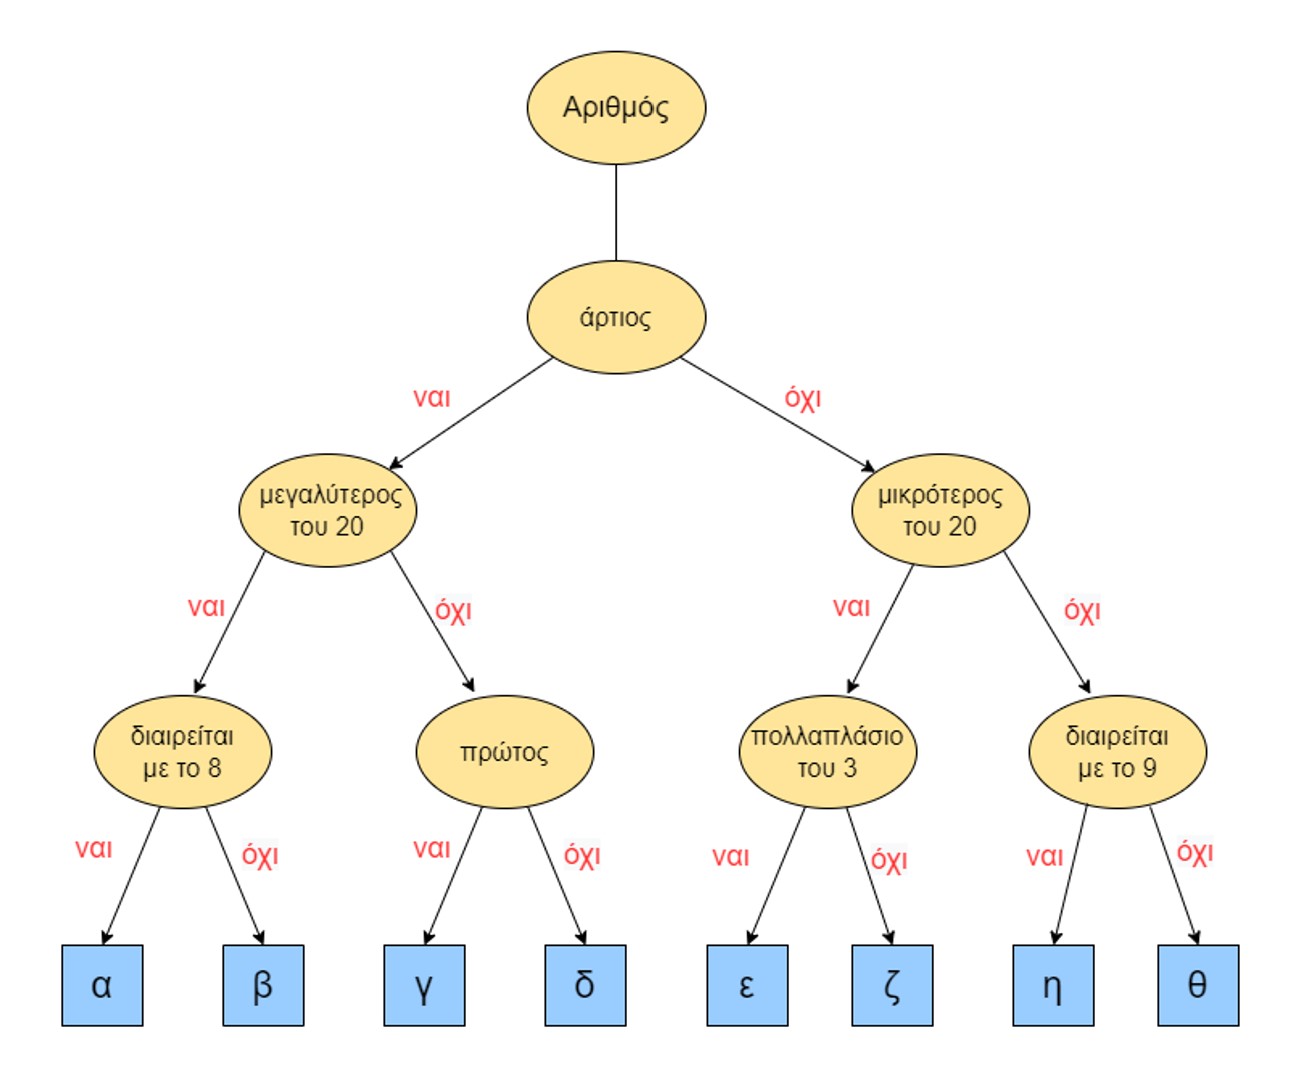 Αριθμός
άρτιος
ναι
όχι
μεγαλύτερος
του 20
μικρότερος
του 20
ναι
όχι
ναι
όχι
διαιρείται
με το 8
πρώτος
πολλαπλάσιο
του 3
διαιρείται
με το 9
ναι
όχι
ναι
όχι
ναι
όχι
ναι
όχι
α
β
γ
δ
ε
ζ
η
θ